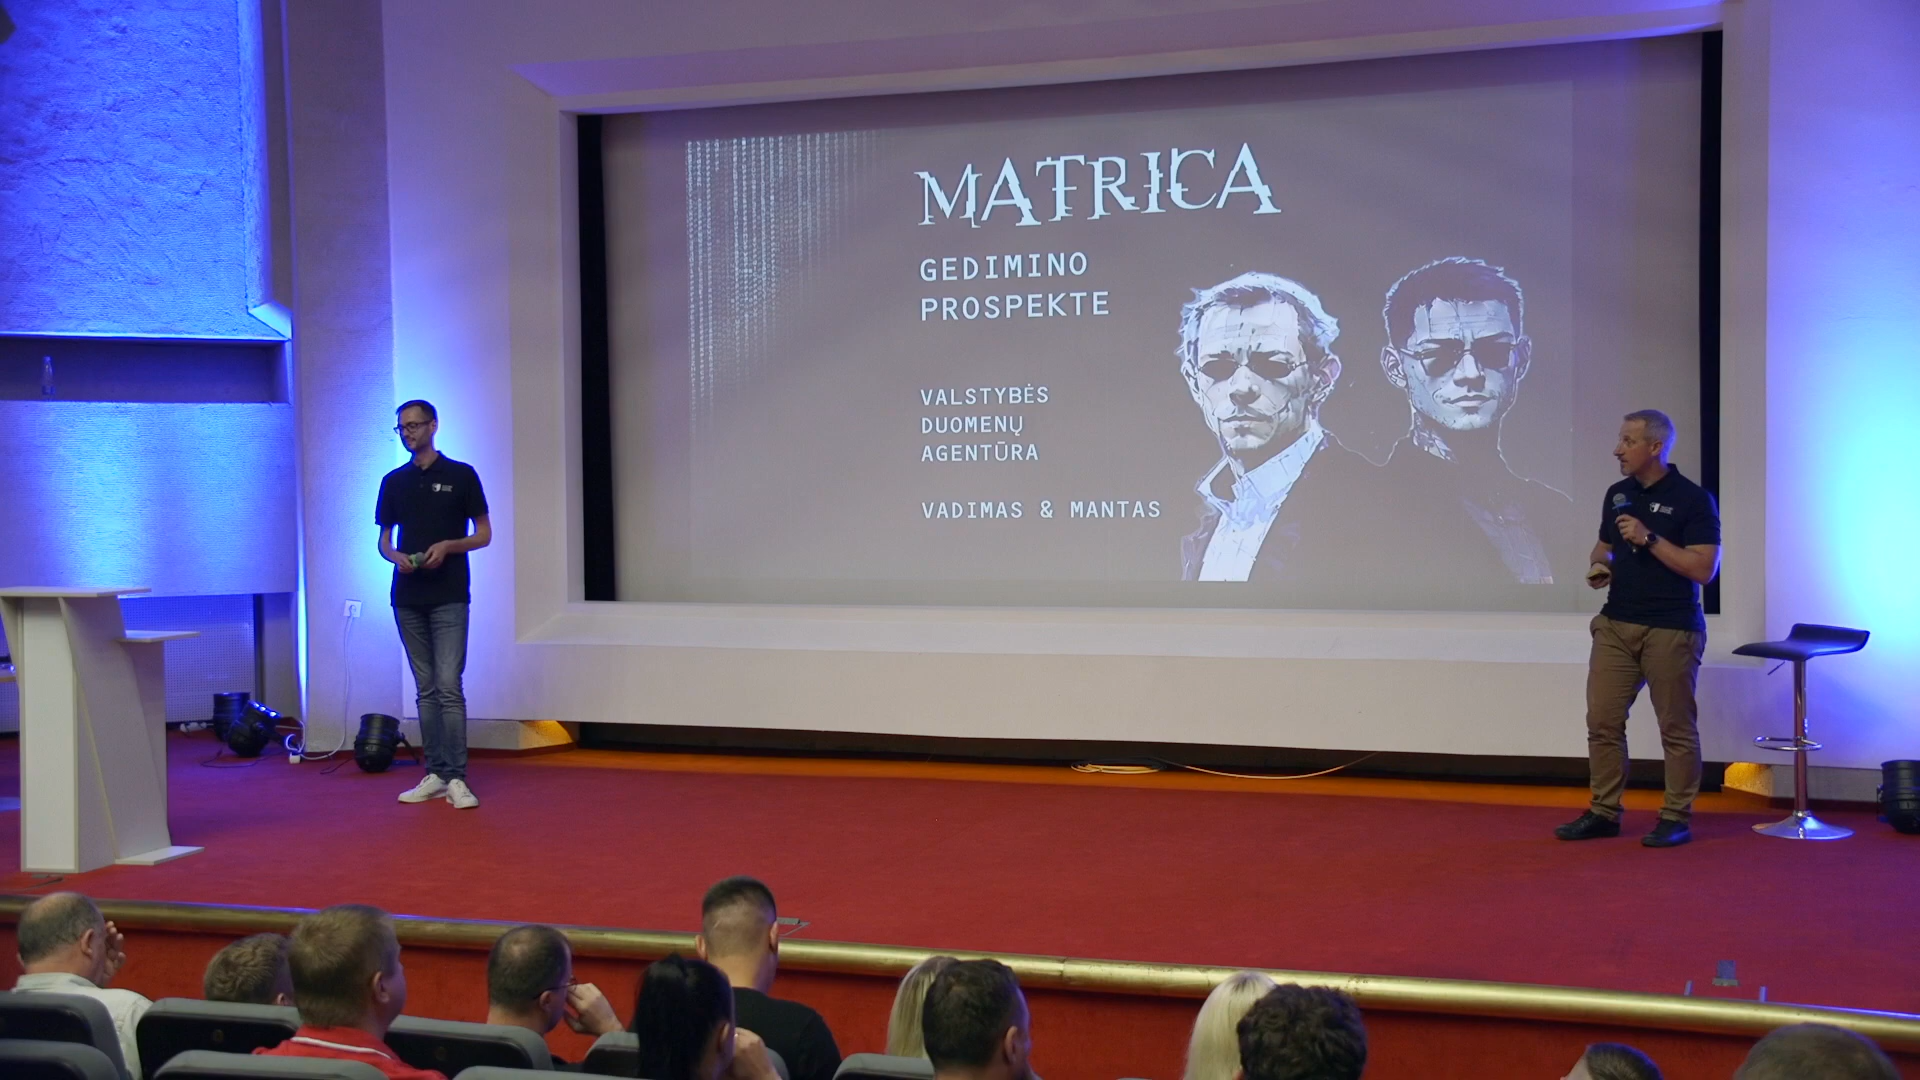 MATRICA
GEDIMINO
PROSPEKTE
VALSTYBĖS
DUOMENŲ
AGENTŪRA
VADIMAS & MANTAS